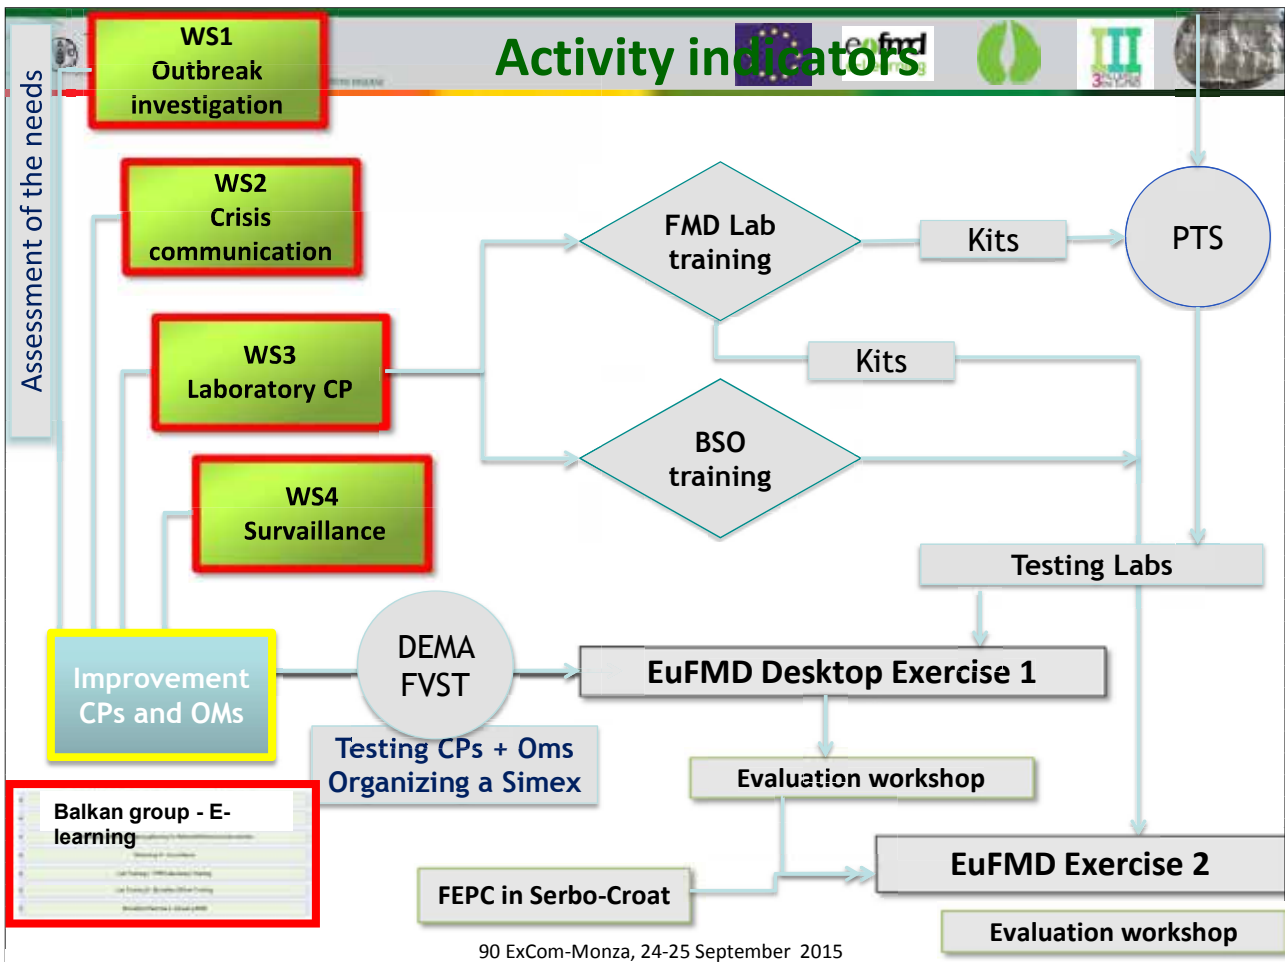 Activity indicators
eofmd
e-learning
Assessment of the needs
WS1
Outbreak
investigation
WS2
Crisis
communication
WS3
Laboratory CP
WS4
Survaillance
FMD Lab
training
Kits
PTS
Kits
BSO
training
Testing Labs
Improvement
CPs and OMs
DEMA
FVST
EuFMD Desktop Exercise 1
Testing CPs + Oms
Organizing a Simex
Evaluation workshop
Balkan group - E-
learning
EuFMD Exercise 2
FEPC in Serbo-Croat
Evaluation workshop
90 ExCom-Monza, 24-25 September 2015